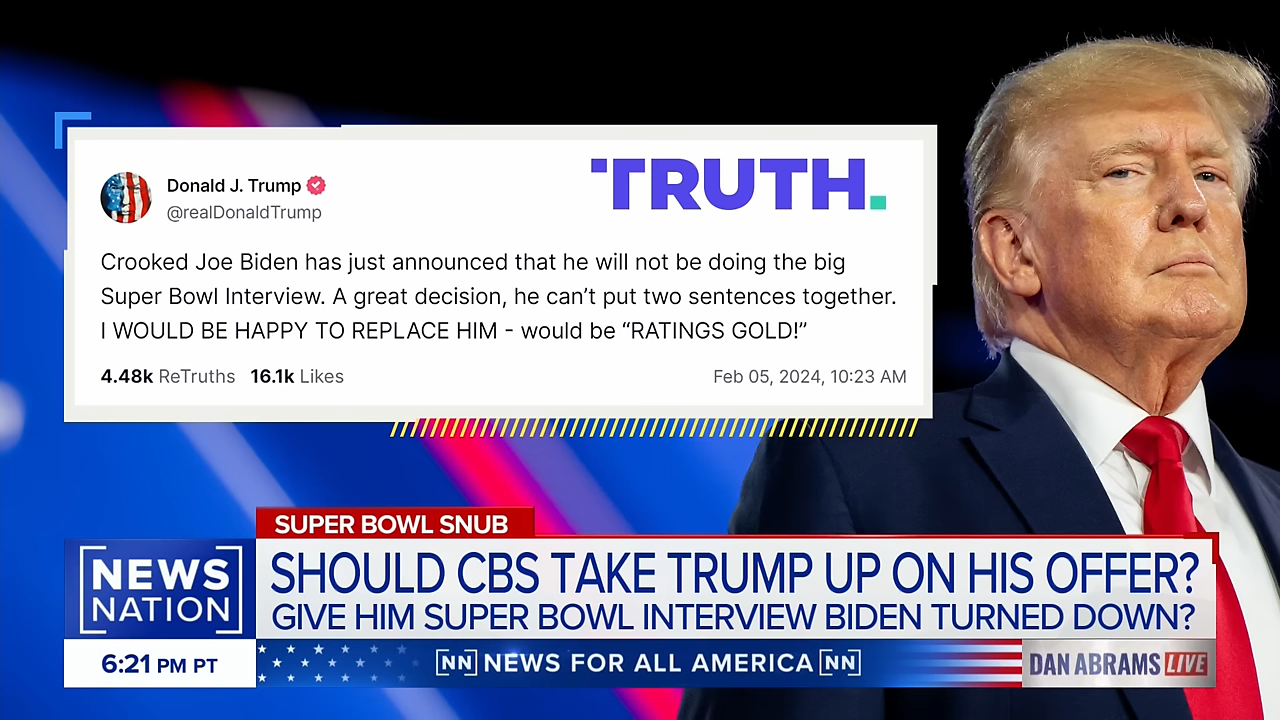 TRUTH.
Donald J. Trump
@realDonaldTrump
Crooked Joe Biden has just announced that he will not be doing the big
Super Bowl Interview. A great decision, he can’t put two sentences together.
I WOULD BE HAPPY TO REPLACE HIM - would be “RATINGS GOLD!”
4.48k ReTruths 16.1k Likes
Feb 05, 2024, 10:23 AM
SUPER BOWL SNUB
NEWS
NATION
SHOULD CBS TAKE TRUMP UP ON HIS OFFER?
GIVE HIM SUPER BOWL INTERVIEW BIDEN TURNED DOWN?
6:21 PM PT
NN NEWS FOR ALL AMERICA NN
DAN ABRAMS LIVE